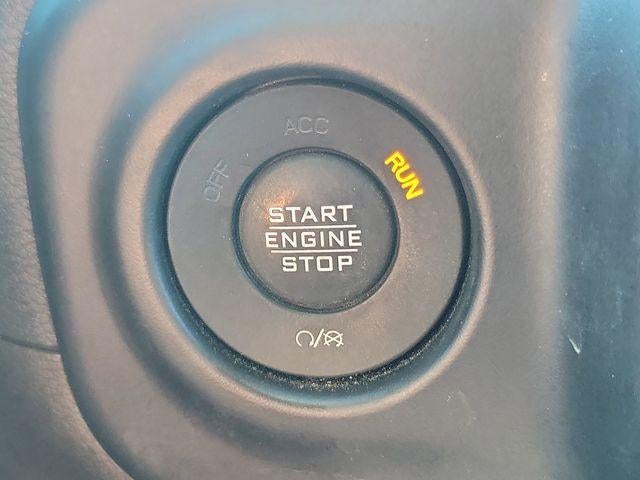 OFF
ACC
RUN
START
ENGINE
STOP